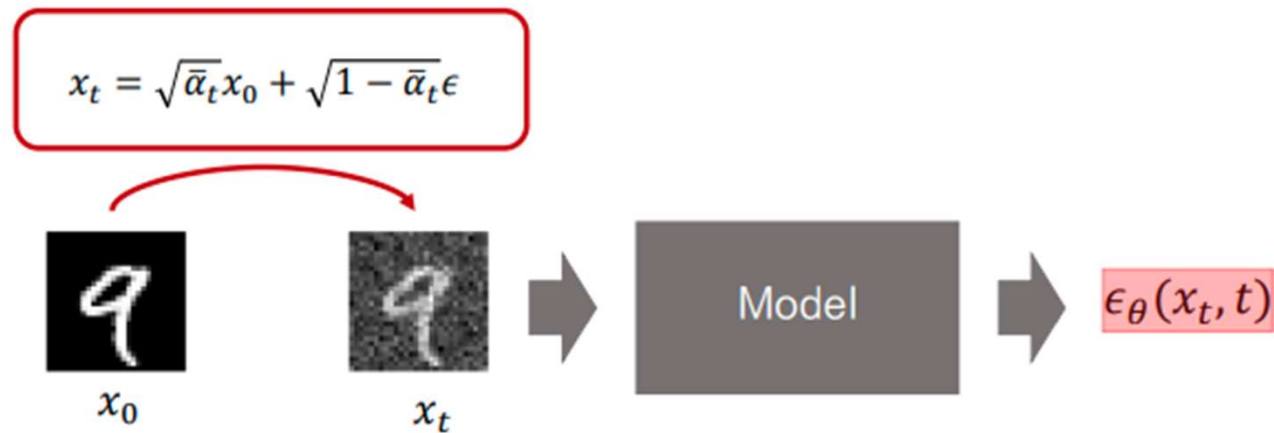 x_t = √ᾱ_t x_0 + √1 − ᾱ_t ϵ
Model
ϵ_θ(x_t, t)
x_0
x_t